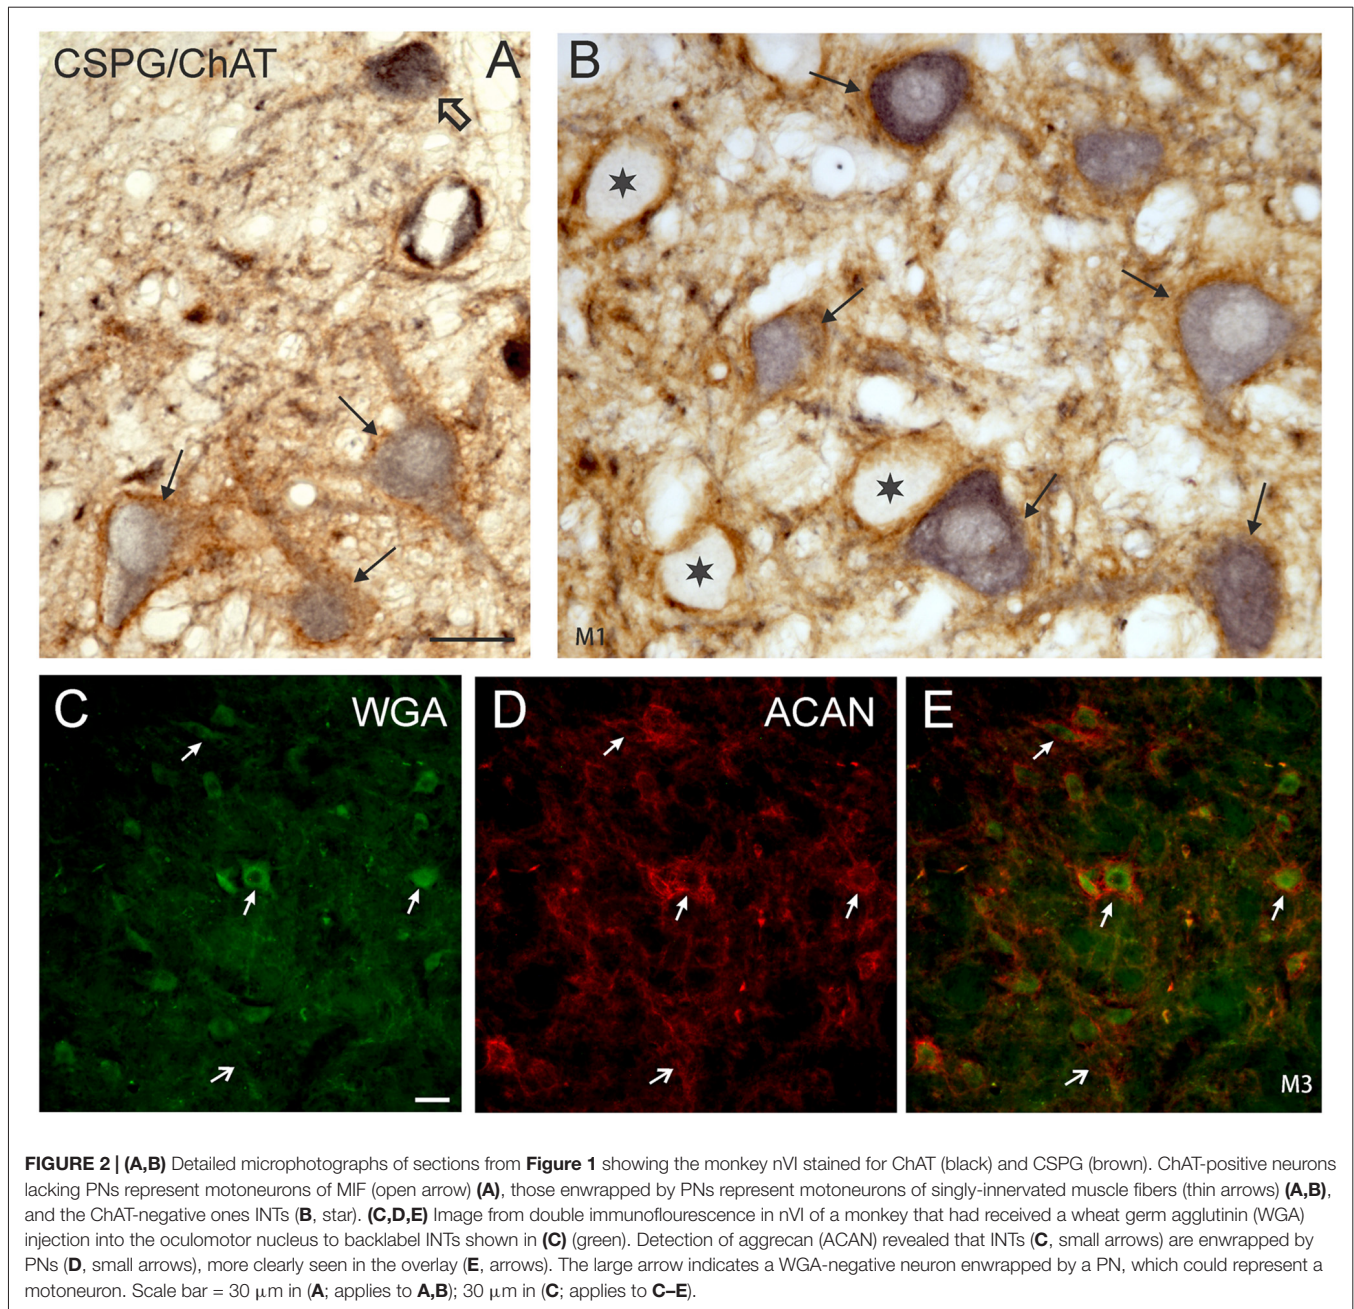 CSPG/ChAT
A
B
M1
C
WGA
D
ACAN
E
M3
FIGURE 2 | (A,B) Detailed microphotographs of sections from Figure 1 showing the monkey nVI stained for ChAT (black) and CSPG (brown). ChAT-positive neurons
lacking PNs represent motoneurons of MIF (open arrow) (A), those enwrapped by PNs represent motoneurons of singly-innervated muscle fibers (thin arrows) (A,B),
and the ChAT-negative ones INTs (B, star). (C,D,E) Image from double immunoflourescence in nVI of a monkey that had received a wheat germ agglutinin (WGA)
injection into the oculomotor nucleus to backlabel INTs shown in (C) (green). Detection of aggrecan (ACAN) revealed that INTs (C, small arrows) are enwrapped by
PNs (D, small arrows), more clearly seen in the overlay (E, arrows). The large arrow indicates a WGA-negative neuron enwrapped by a PN, which could represent a
motoneuron. Scale bar = 30 μm in (A; applies to A,B); 30 μm in (C; applies to C–E).